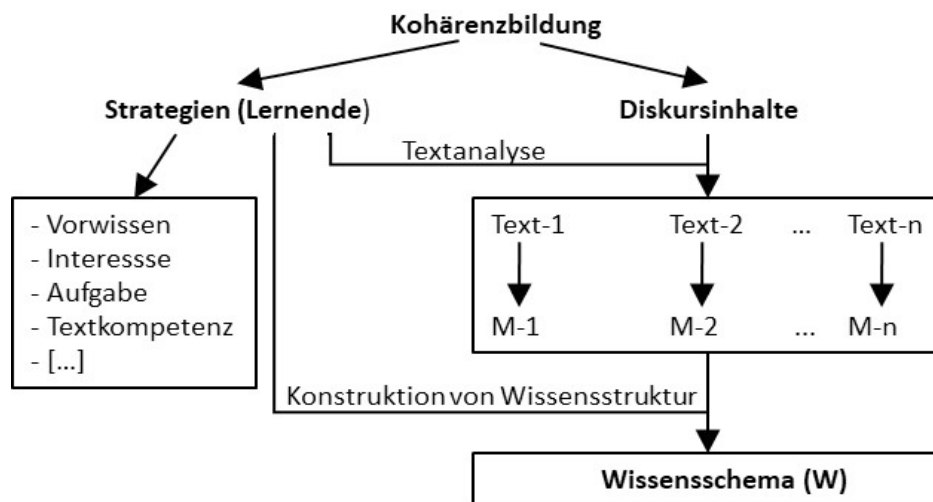 Kohärenzbildung
Strategien (Lernende)
Diskursinhalte
Textanalyse
- Vorwissen
- Interessse
- Aufgabe
- Textkompetenz
- [...]
Text-1 Text-2 ... Text-n
M-1 M-2 ... M-n
Konstruktion von Wissensstruktur
Wissensschema (W)